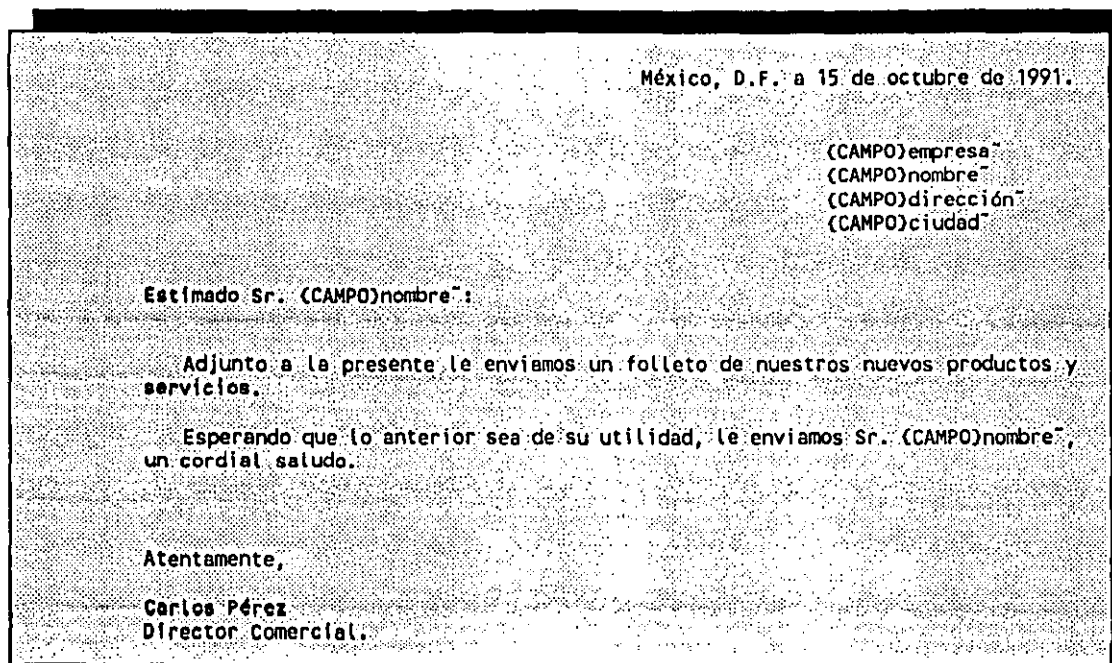 México, D.F. a 15 de octubre de 1991.
{CAMPO}empresa~
{CAMPO}nombre~
{CAMPO}dirección~
{CAMPO}ciudad~
Estimado Sr. {CAMPO}nombre~:
Adjunto a la presente le enviamos un folleto de nuestros nuevos productos y
servicios.
Esperando que lo anterior sea de su utilidad, le enviamos Sr. {CAMPO}nombre~,
un cordial saludo.
Atentamente,
Carlos Pérez
Director Comercial.